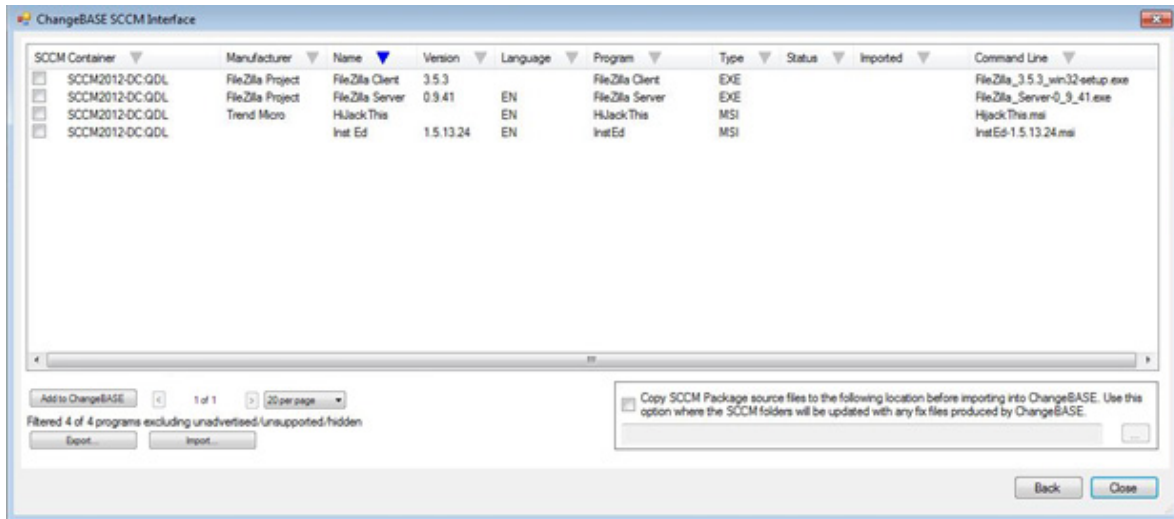 ChangeBASE SCCM Interface
SCCM Container Manufacturer Name Version Language Program Type Status Imported Command Line
SCCM2012-DC:QDL FileZilla Project FileZilla Client 3.5.3 FileZilla Client EXE FileZilla_3.5.3_win32-setup.exe
SCCM2012-DC:QDL FileZilla Project FileZilla Server 0.9.41 EN FileZilla Server EXE FileZilla_Server-0_9_41.exe
SCCM2012-DC:QDL Trend Micro HiJackThis EN HiJackThis MSI HijackThis.msi
SCCM2012-DC:QDL Inst Ed 1.5.13.24 EN InstEd MSI InstEd-1.5.13.24.msi
Add to ChangeBASE < 1 of 1 > 20 per page
Filtered 4 of 4 programs excluding unadvertised/unsupported/hidden
Export... Import...
Copy SCCM Package source files to the following location before importing into ChangeBASE. Use this
option where the SCCM folders will be updated with any fix files produced by ChangeBASE.
...
Back Close